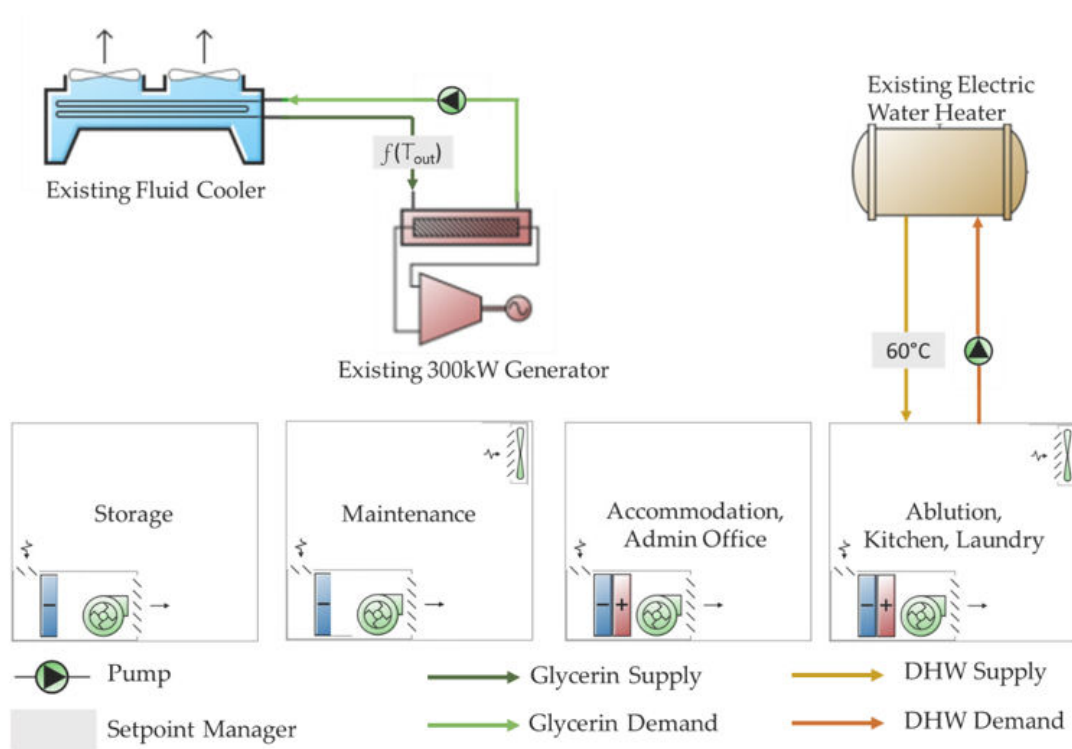 Existing Electric
Water Heater
f(Tout)
Existing Fluid Cooler
60°C
Existing 300kW Generator
Storage
Maintenance
Accommodation,
Admin Office
Ablution,
Kitchen, Laundry
− 
−
− +
− +
Pump
Glycerin Supply
DHW Supply
Setpoint Manager
Glycerin Demand
DHW Demand